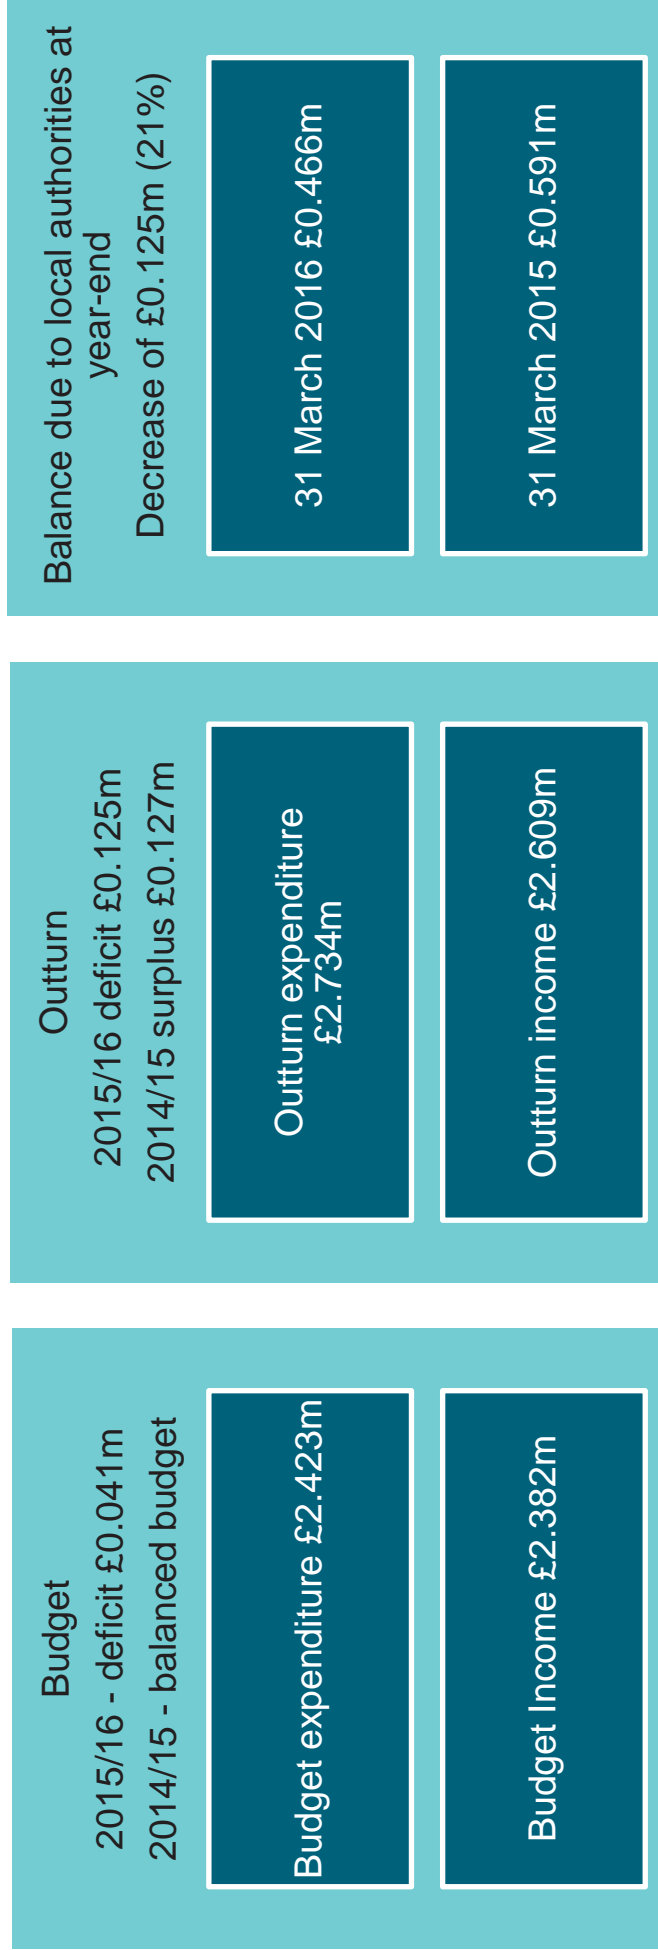 Budget
2015/16 - deficit £0.041m
2014/15 - balanced budget
Budget expenditure £2.423m
Budget Income £2.382m
Outturn
2015/16 deficit £0.125m
2014/15 surplus £0.127m
Outturn expenditure
£2.734m
Outturn income £2.609m
Balance due to local authorities at
year-end
Decrease of £0.125m (21%)
31 March 2016 £0.466m
31 March 2015 £0.591m